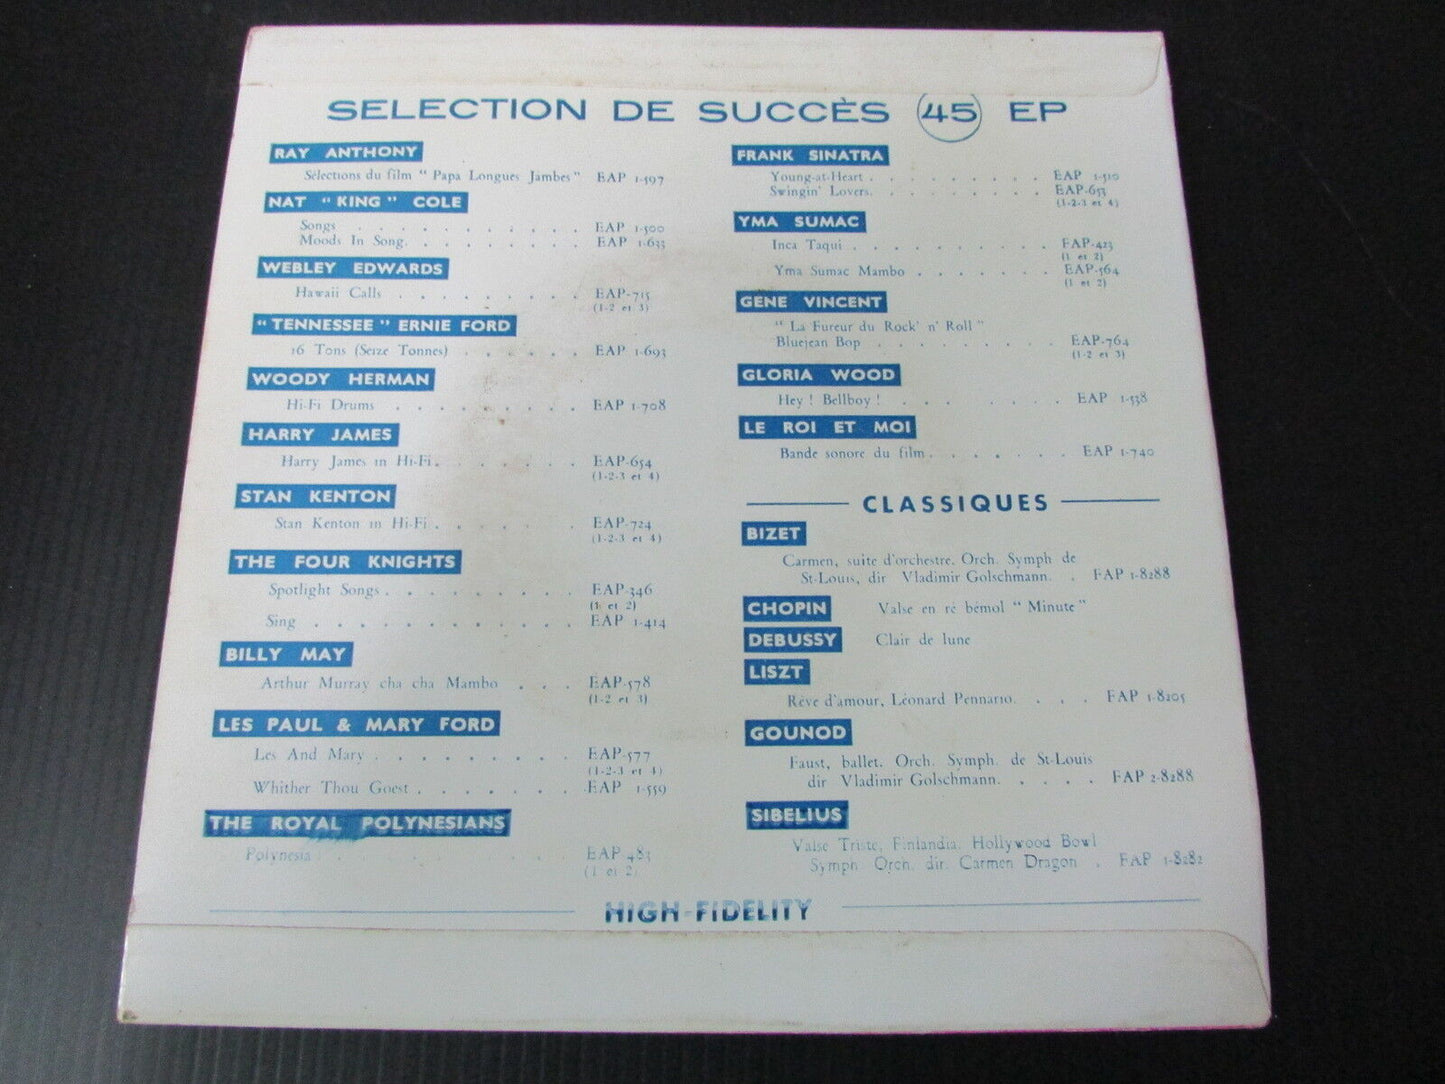 SELECTION DE SUCCÈS 45 EP
RAY ANTHONY
Sélections du film " Papa Longues Jambes " EAP 1-597
NAT " KING " COLE
Songs . . . . . . . . . . EAP 1-500
Moods In Song. . . . . . . . EAP 1-633
WEBLEY EDWARDS
Hawaii Calls . . . . . . . . EAP-715
(1-2 et 3)
" TENNESSEE " ERNIE FORD
16 Tons (Seize Tonnes) . . . . . . EAP 1-693
WOODY HERMAN
Hi-Fi Drums . . . . . . . . EAP 1-708
HARRY JAMES
Harry James in Hi-Fi. . . . . . . EAP-654
(1-2-3 et 4)
STAN KENTON
Stan Kenton in Hi-Fi . . . . . . . EAP-724
(1-2-3 et 4)
THE FOUR KNIGHTS
Spotlight Songs . . . . . . . . . EAP-346
(1 et 2)
Sing . . . . . . . . . . . . EAP 1-414
BILLY MAY
Arthur Murray cha cha Mambo . . . EAP-578
(1-2 et 3)
LES PAUL & MARY FORD
Les And Mary . . . . . . . . . EAP-577
(1-2-3 et 4)
Whither Thou Goest . . . . . . . EAP 1-559
THE ROYAL POLYNESIANS
Polynesia . . . . . . . . EAP-483
(1 et 2)
FRANK SINATRA
Young-at-Heart . . . . . . . . . EAP 1-510
Swingin' Lovers. . . . . . . . . EAP-653
(1-2-3 et 4)
YMA SUMAC
Inca Taqui . . . . . . . . . . EAP-423
(1 et 2)
Yma Sumac Mambo . . . . . . . EAP-564
(1 et 2)
GENE VINCENT
" La Fureur du Rock' n' Roll "
Bluejean Bop . . . . . . . . . EAP-764
(1-2 et 3)
GLORIA WOOD
Hey ! Bellboy ! . . . . . . . EAP 1-538
LE ROI ET MOI
Bande sonore du film . . . . . . . EAP 1-740
CLASSIQUES
BIZET
Carmen, suite d'orchestre. Orch. Symph de
St-Louis, dir Vladimir Golschmann. . EAP 1-8288
CHOPIN Valse en ré bémol " Minute "
DEBUSSY Clair de lune
LISZT
Rêve d'amour, Léonard Pennario. . . . EAP 1-8205
GOUNOD
Faust, ballet. Orch. Symph. de St-Louis
dir Vladimir Golschmann. . . . . EAP 2-8288
SIBELIUS
Valse Triste, Finlandia. Hollywood Bowl
Symph Orch. dir. Carmen Dragon . EAP 1-8282
HIGH-FIDELITY